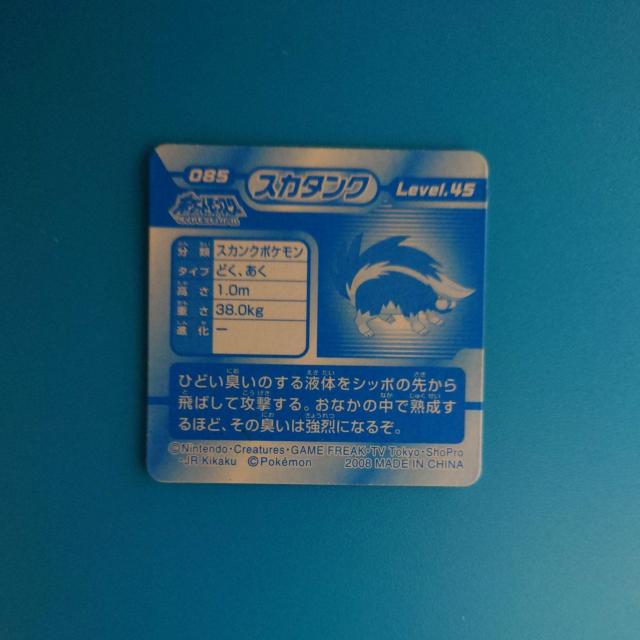 085
スカタンク
Level.45
分類 スカンクポケモン
タイプ どく、あく
高さ 1.0m
重さ 38.0kg
進化 ー
ひどい臭いのする液体をシッポの先から
飛ばして攻撃する。おなかの中で熟成す
るほど、その臭いは強烈になるぞ。
©Nintendo・Creatures・GAME FREAK・TV Tokyo・ShoPro
・JR Kikaku ©Pokémon 2008 MADE IN CHINA